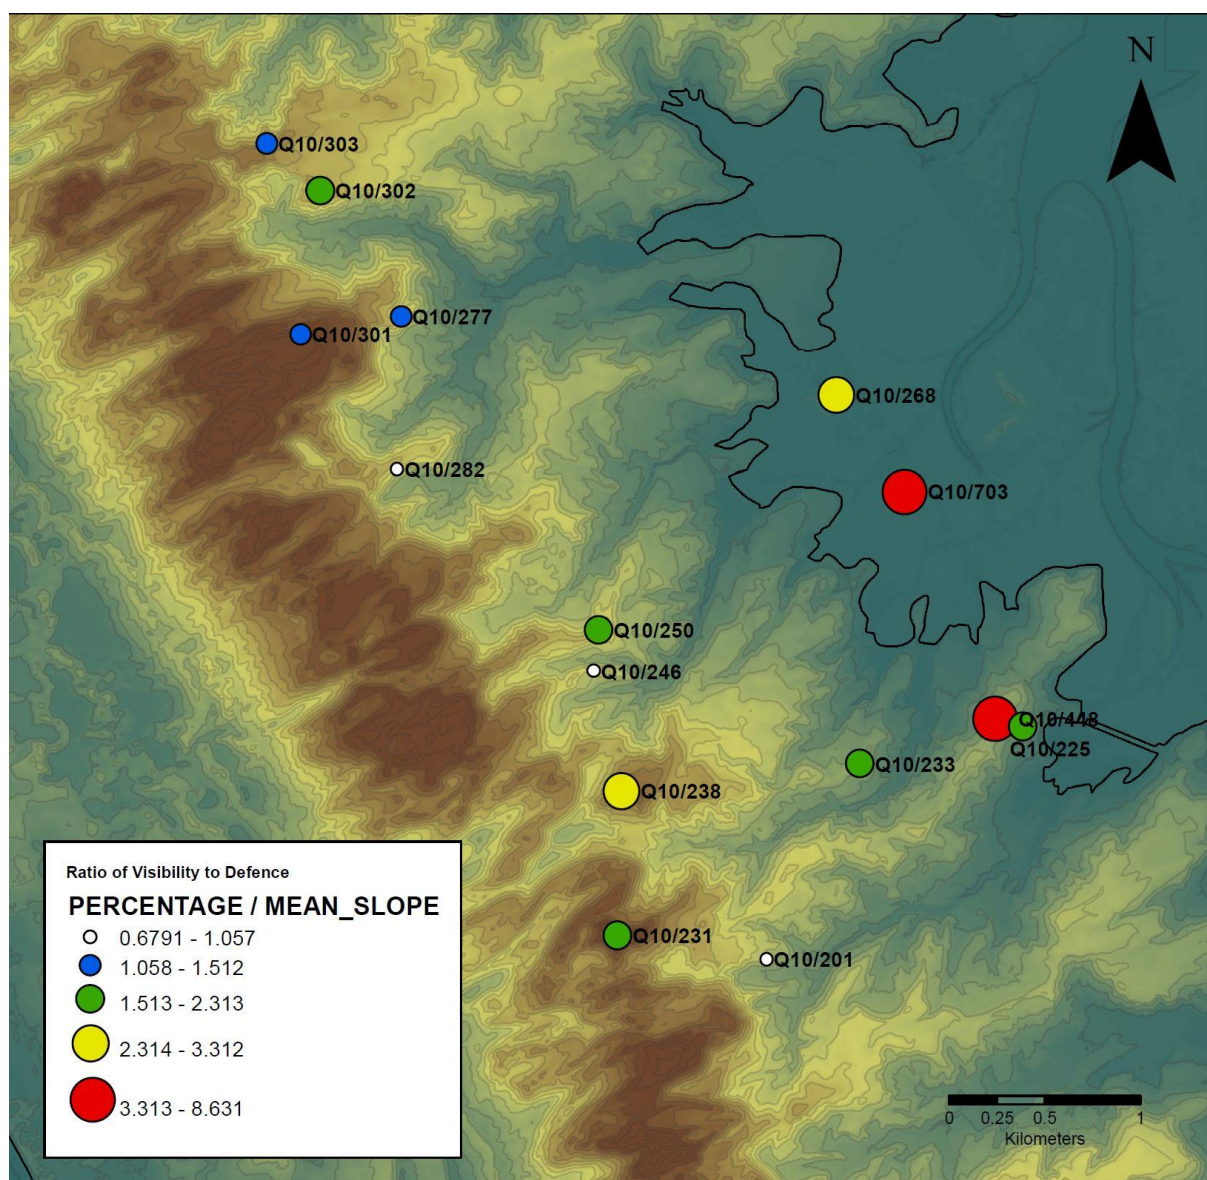 N
Q10/303
Q10/302
Q10/277
Q10/301
Q10/268
Q10/282
Q10/703
Q10/250
Q10/246
Q10/448
Q10/225
Q10/233
Q10/238
Q10/231
Q10/201
Ratio of Visibility to Defence
PERCENTAGE / MEAN_SLOPE
0.6791 - 1.057
1.058 - 1.512
1.513 - 2.313
2.314 - 3.312
3.313 - 8.631
0 0.25 0.5 1
Kilometers